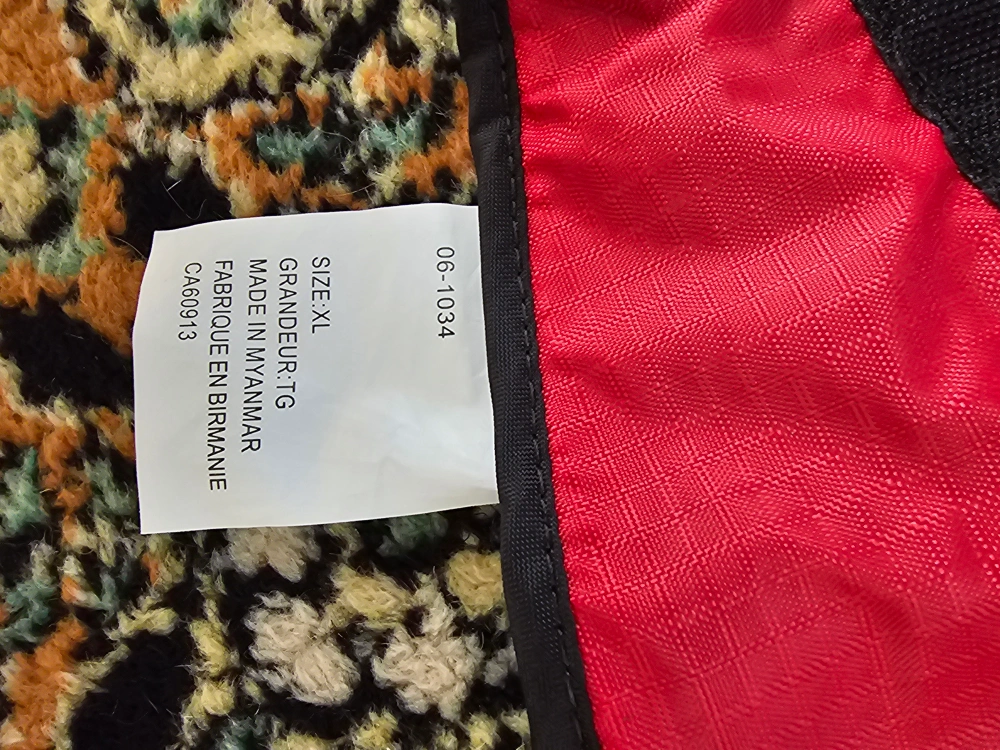 06-1034
SIZE:XL
GRANDEUR:TG
MADE IN MYANMAR
FABRIQUE EN BIRMANIE
CA60913